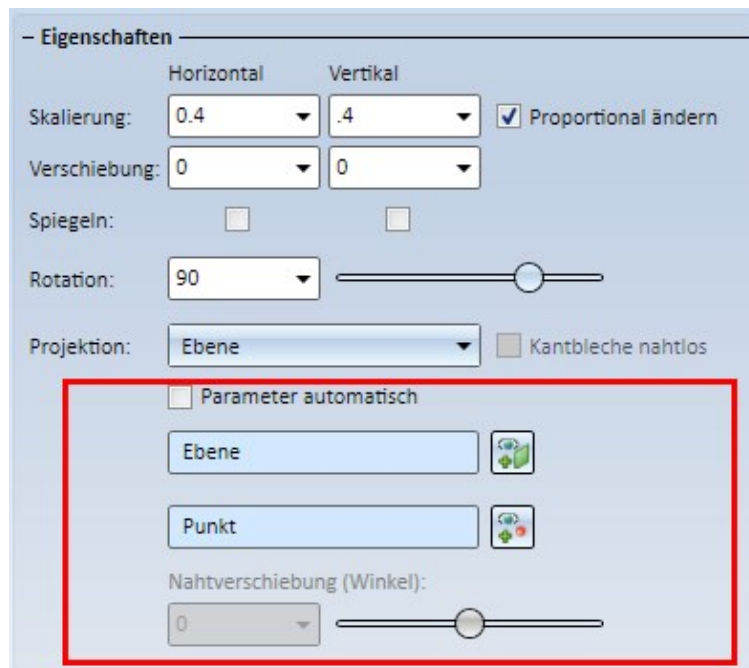 Eigenschaften
Horizontal Vertikal
Skalierung: 0.4 .4 Proportional ändern
Verschiebung: 0 0
Spiegeln:
Rotation: 90
Projektion: Ebene Kantbleche nahtlos
Parameter automatisch
Ebene
Punkt
Nahtverschiebung (Winkel):
0